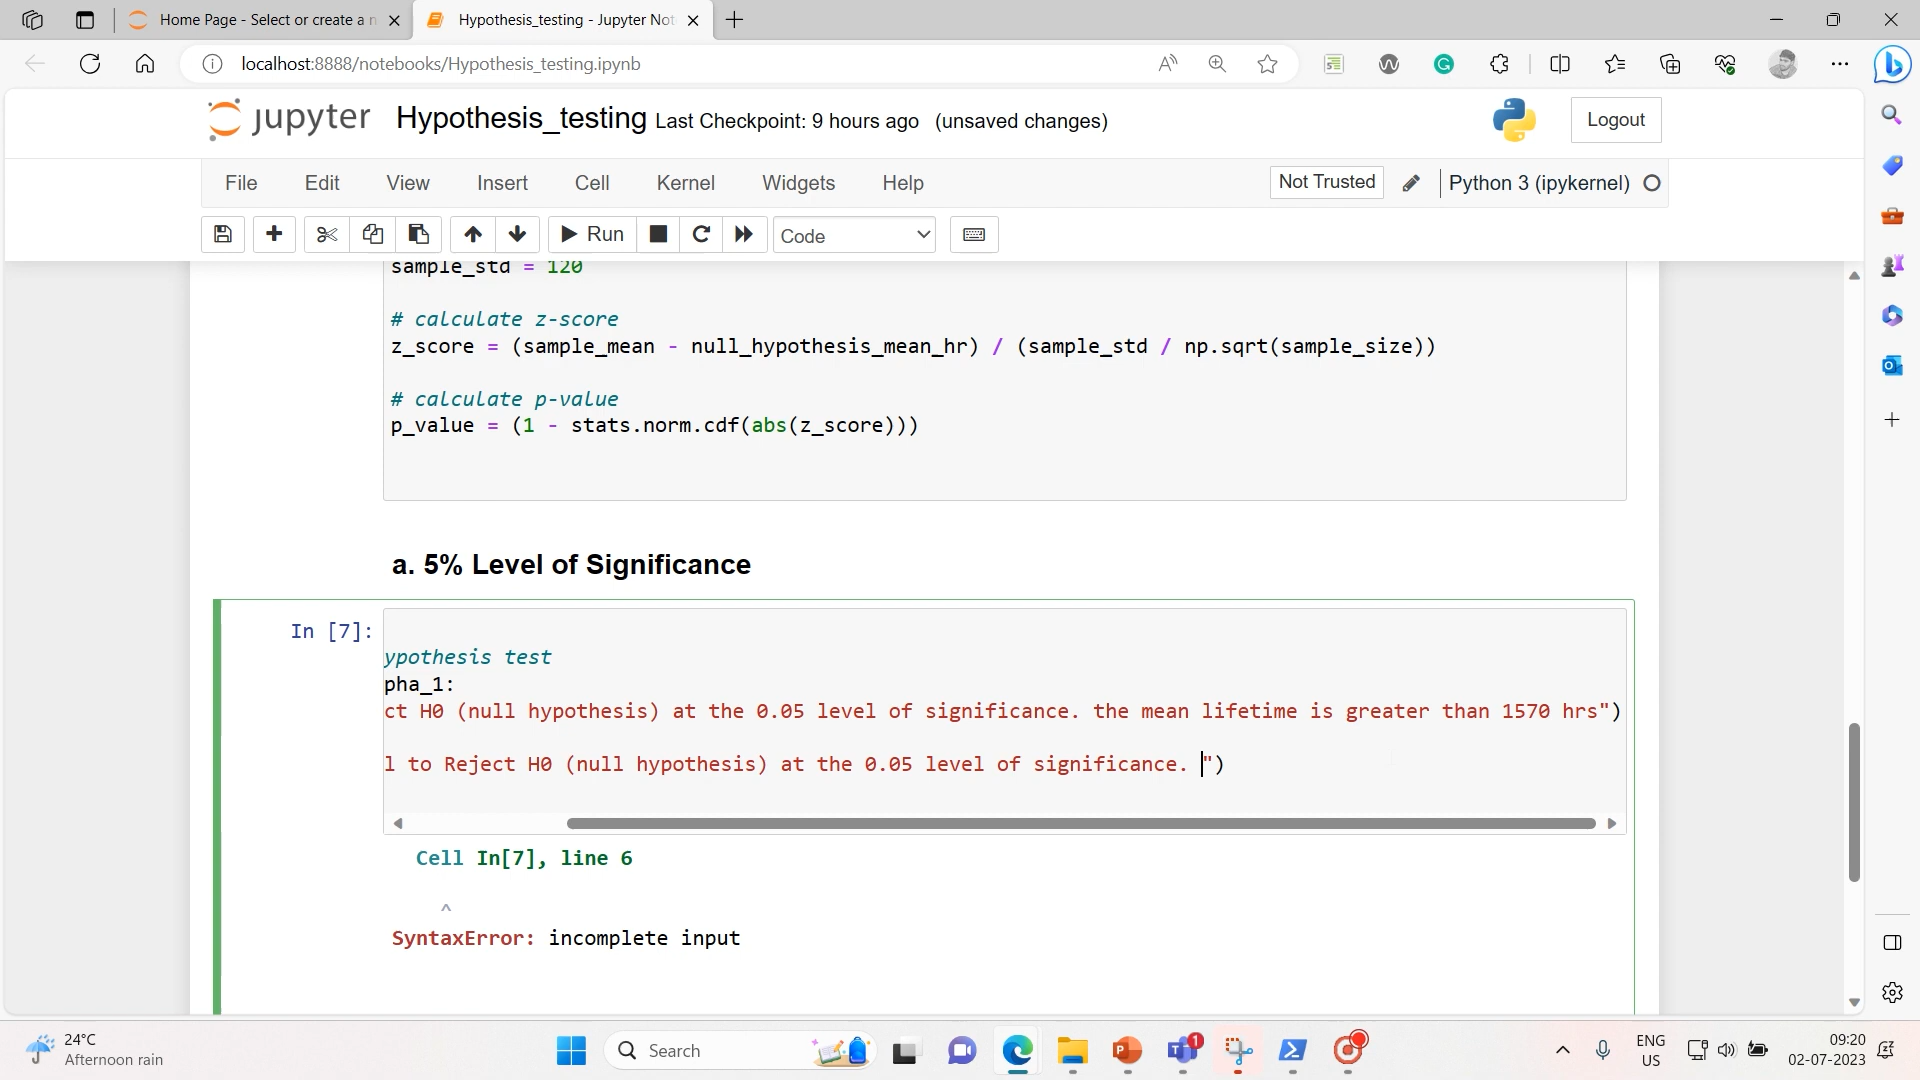 Home Page - Select or create a n
Hypothesis_testing - Jupyter Not
localhost:8888/notebooks/Hypothesis_testing.ipynb
jupyter Hypothesis_testing Last Checkpoint: 9 hours ago (unsaved changes)
Logout
File Edit View Insert Cell Kernel Widgets Help
Not Trusted
Python 3 (ipykernel)
Run
Code
sample_std = 120
# calculate z-score
z_score = (sample_mean - null_hypothesis_mean_hr) / (sample_std / np.sqrt(sample_size))
# calculate p-value
p_value = (1 - stats.norm.cdf(abs(z_score)))
a. 5% Level of Significance
In [7]:
ypothesis test
pha_1:
ct H0 (null hypothesis) at the 0.05 level of significance. the mean lifetime is greater than 1570 hrs")
l to Reject H0 (null hypothesis) at the 0.05 level of significance. ")
Cell In[7], line 6
^
SyntaxError: incomplete input
24°C
Afternoon rain
Search
1
ENG
US
09:20
02-07-2023